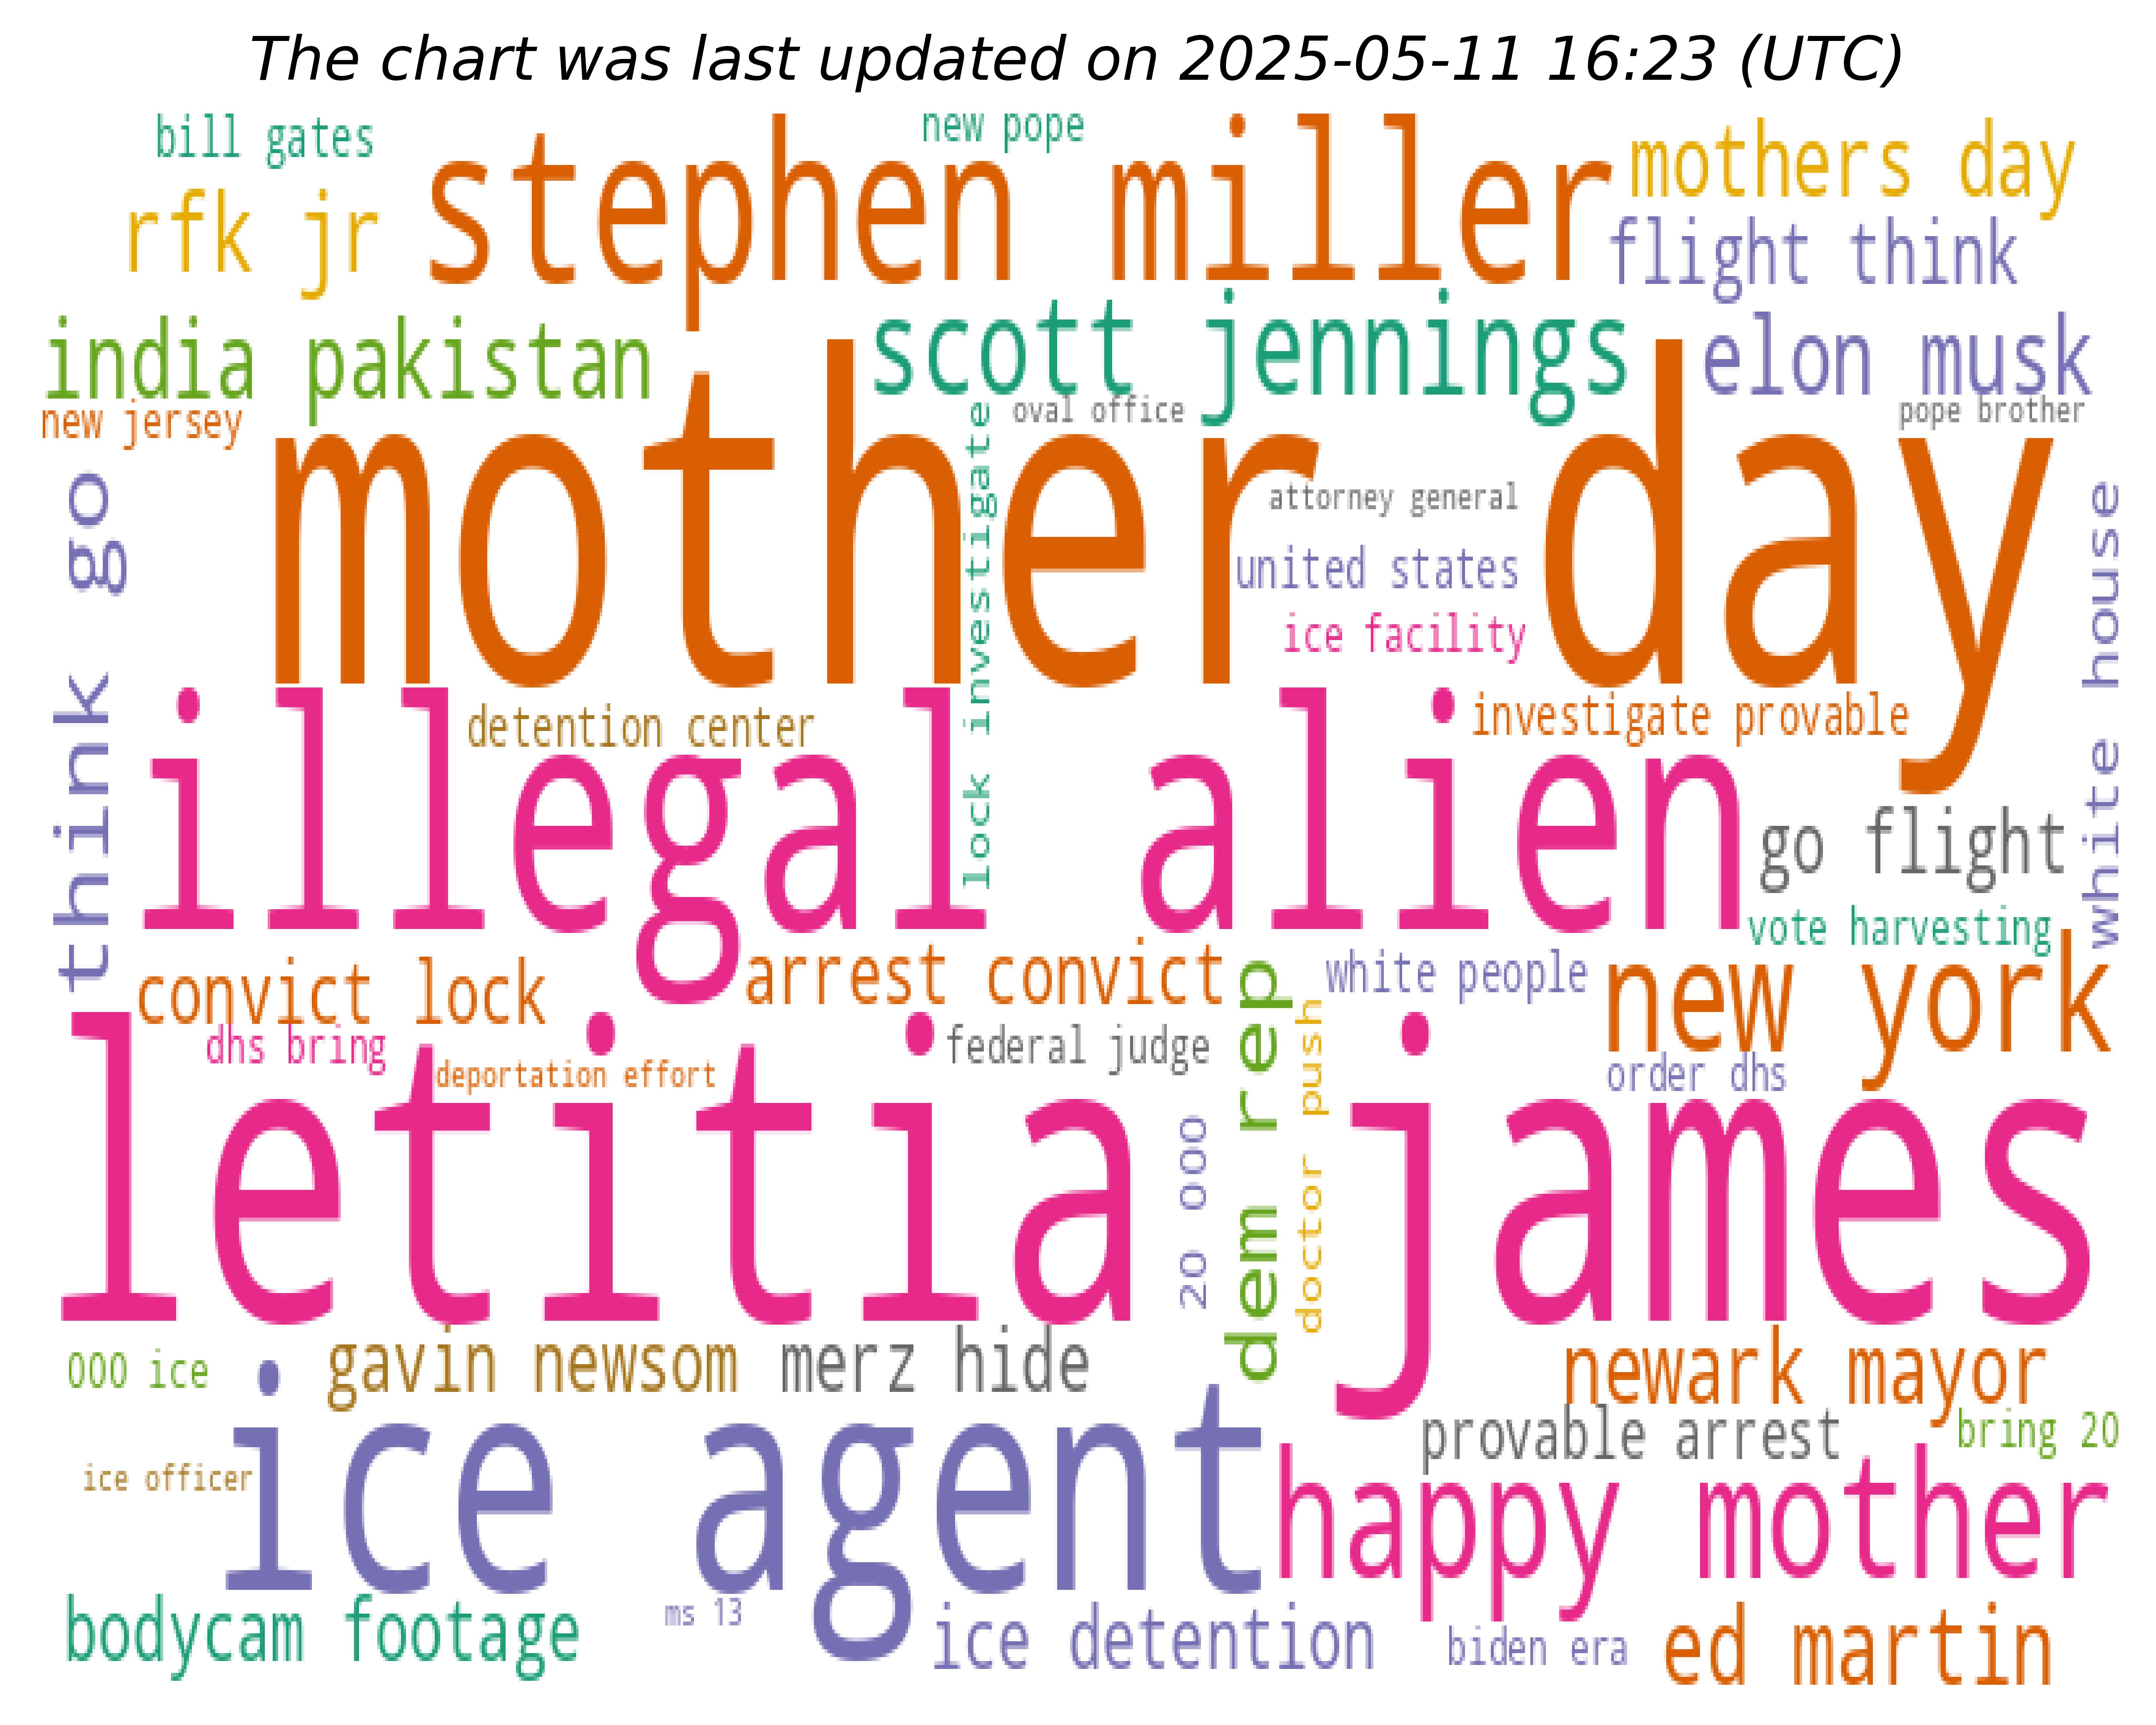 The chart was last updated on 2025-05-11 16:23 (UTC)
bill gates
new pope
stephen miller
mothers day
rfk jr
flight think
india pakistan
scott jennings
elon musk
new jersey
oval office
pope brother
mother day
think go
lock investigate
attorney general
united states
ice facility
white house
detention center
investigate provable
illegal alien
go flight
vote harvesting
convict lock
arrest convict
white people
new york
dhs bring
federal judge
deportation effort
order dhs
letitia james
20 000
dem rep
doctor push
000 ice
gavin newsom
merz hide
newark mayor
provable arrest
bring 20
ice officer
ice agent
happy mother
bodycam footage
ms 13
ice detention
biden era
ed martin